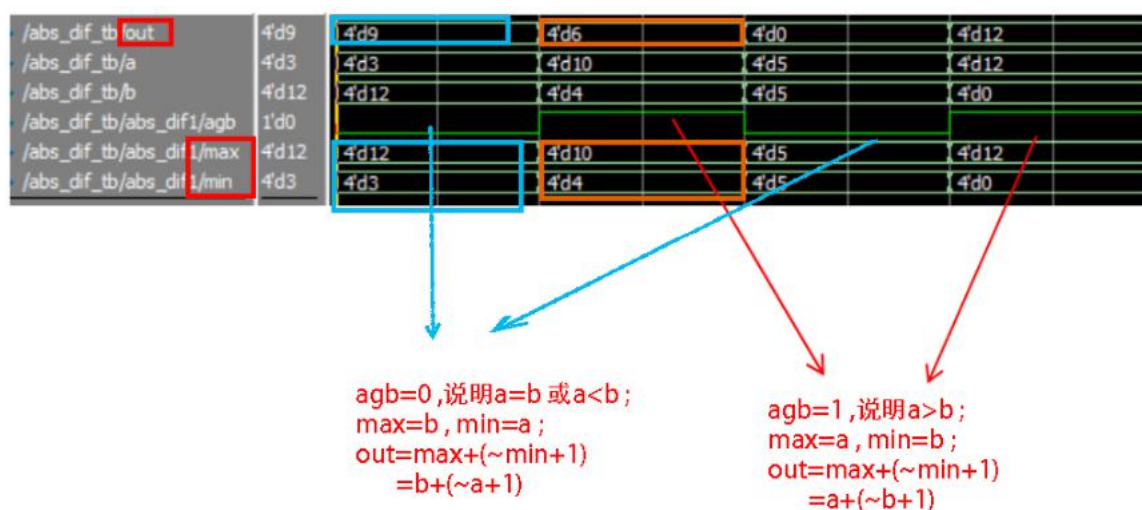 /abs_dif_tb/out 4'd9 4'd9 4'd6 4'd0 4'd12
/abs_dif_tb/a 4'd3 4'd3 4'd10 4'd5 4'd12
/abs_dif_tb/b 4'd12 4'd12 4'd4 4'd5 4'd0
/abs_dif_tb/abs_dif1/agb 1'd0
/abs_dif_tb/abs_dif1/max 4'd12 4'd12 4'd10 4'd5 4'd12
/abs_dif_tb/abs_dif1/min 4'd3 4'd3 4'd4 4'd5 4'd0
agb=0 ,说明a=b 或a<b ;
max=b , min=a ;
out=max+(~min+1)
=b+(~a+1)
agb=1 ,说明a>b ;
max=a , min=b ;
out=max+(~min+1)
=a+(~b+1)